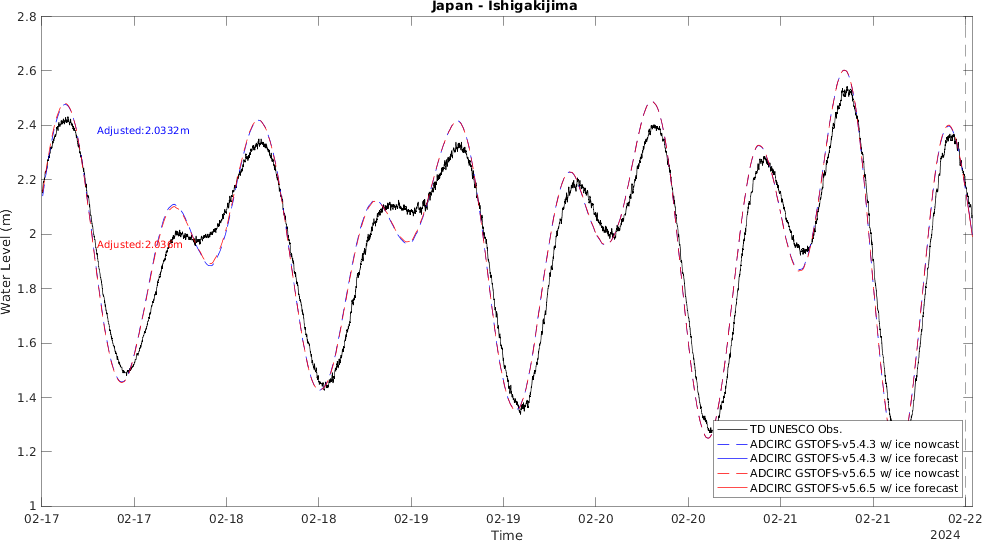 Japan - Ishigakijima
2.8
2.6
2.4
2.2
2
1.8
1.6
1.4
1.2
1
Water Level (m)
Adjusted:2.0332m
TD UNESCO Obs.
ADCIRC GSTOFS-v5.4.3 w/ ice nowcast
ADCIRC GSTOFS-v5.4.3 w/ ice forecast
ADCIRC GSTOFS-v5.6.5 w/ ice nowcast
ADCIRC GSTOFS-v5.6.5 w/ ice forecast
02-17 02-17 02-18 02-18 02-19 02-19 02-20 02-20 02-21 02-21 02-22
Time
2024